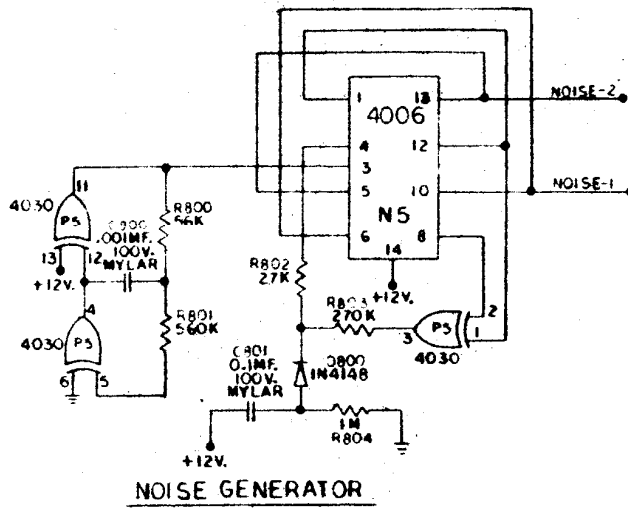 1
13
4006
NOISE-2
4
12
3
11
5
10
NOISE-1
4030
P5
R800
56K
C800
.001MF.
100V.
MYLAR
N5
6
8
13
12
14
+12V.
R802
27K
+12V.
4
R803
270K
2
R801
560K
P5
1
3
4030
4030
P5
C801
0.1MF.
100V.
MYLAR
D800
1N4148
6
5
1M
R804
+12V.
NOISE GENERATOR